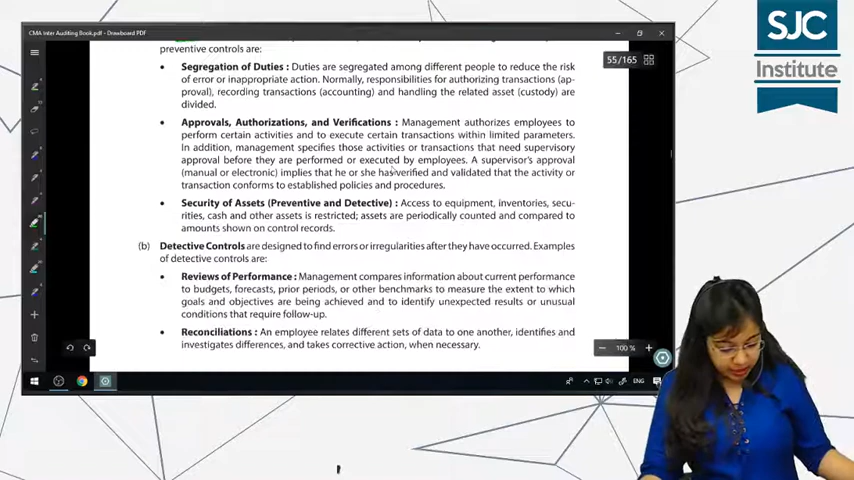 CMA Inter Auditing Book.pdf - Drawboard PDF
SJC
Institute
55/165
preventive controls are:
• Segregation of Duties : Duties are segregated among different people to reduce the risk
of error or inappropriate action. Normally, responsibilities for authorizing transactions (ap-
proval), recording transactions (accounting) and handling the related asset (custody) are
divided.
• Approvals, Authorizations, and Verifications : Management authorizes employees to
perform certain activities and to execute certain transactions within limited parameters.
In addition, management specifies those activities or transactions that need supervisory
approval before they are performed or executed by employees. A supervisor's approval
(manual or electronic) implies that he or she has verified and validated that the activity or
transaction conforms to established policies and procedures.
• Security of Assets (Preventive and Detective) : Access to equipment, inventories, secu-
rities, cash and other assets is restricted; assets are periodically counted and compared to
amounts shown on control records.
(b) Detective Controls are designed to find errors or irregularities after they have occurred. Examples
of detective controls are:
• Reviews of Performance : Management compares information about current performance
to budgets, forecasts, prior periods, or other benchmarks to measure the extent to which
goals and objectives are being achieved and to identify unexpected results or unusual
conditions that require follow-up.
• Reconciliations : An employee relates different sets of data to one another, identifies and
investigates differences, and takes corrective action, when necessary.
100 %
ENG